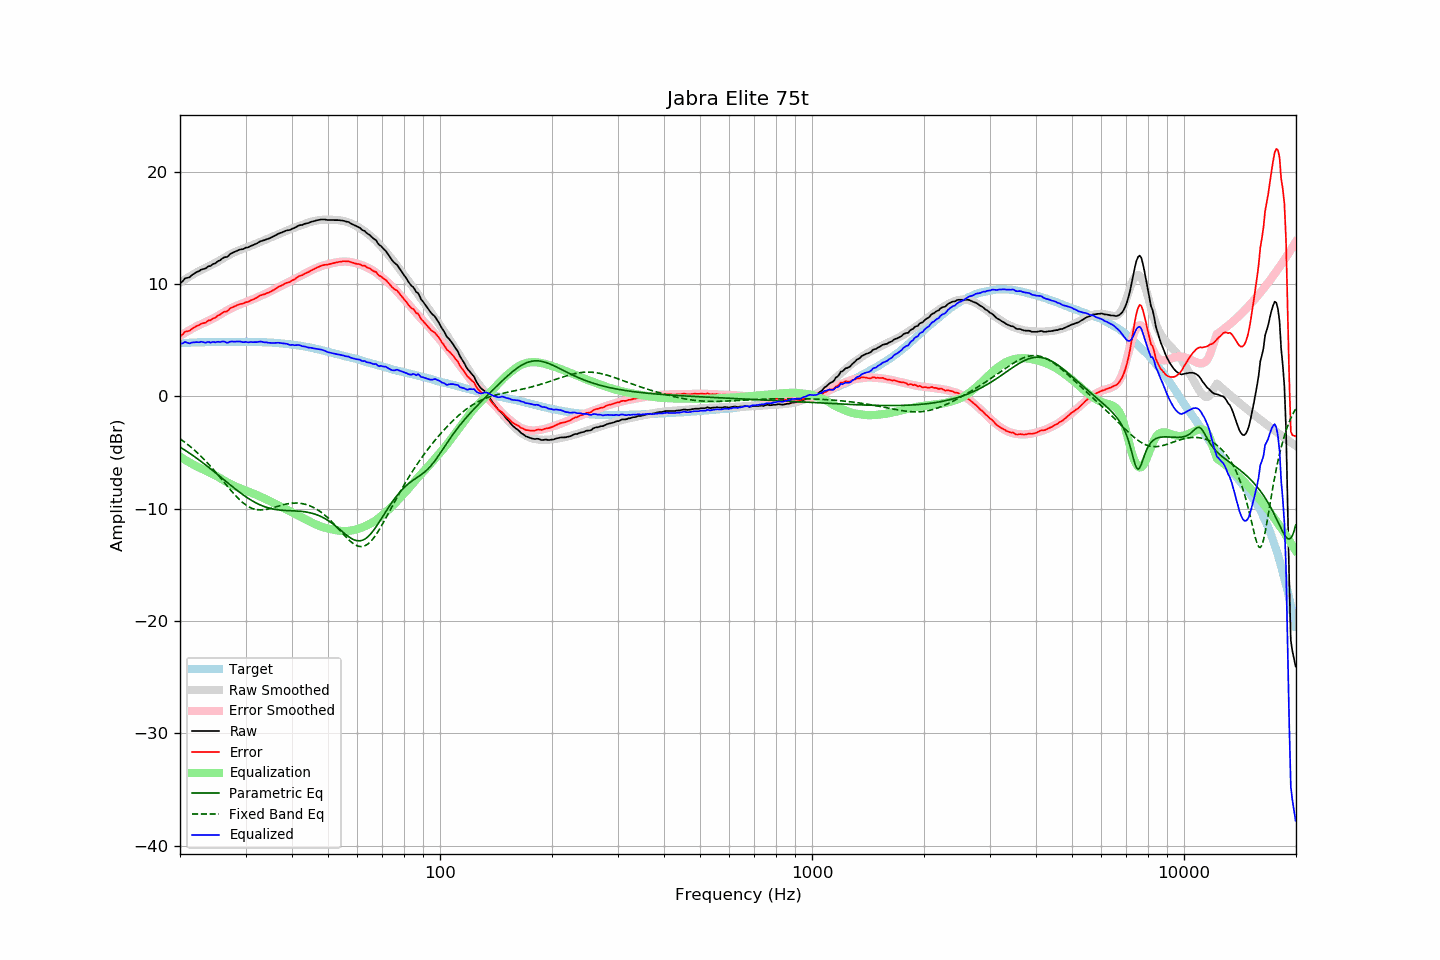 Jabra Elite 75t
20
10
0
−10
−20
−30
−40
Amplitude (dBr)
Target
Raw Smoothed
Error Smoothed
Raw
Error
Equalization
Parametric Eq
Fixed Band Eq
Equalized
100
1000
10000
Frequency (Hz)